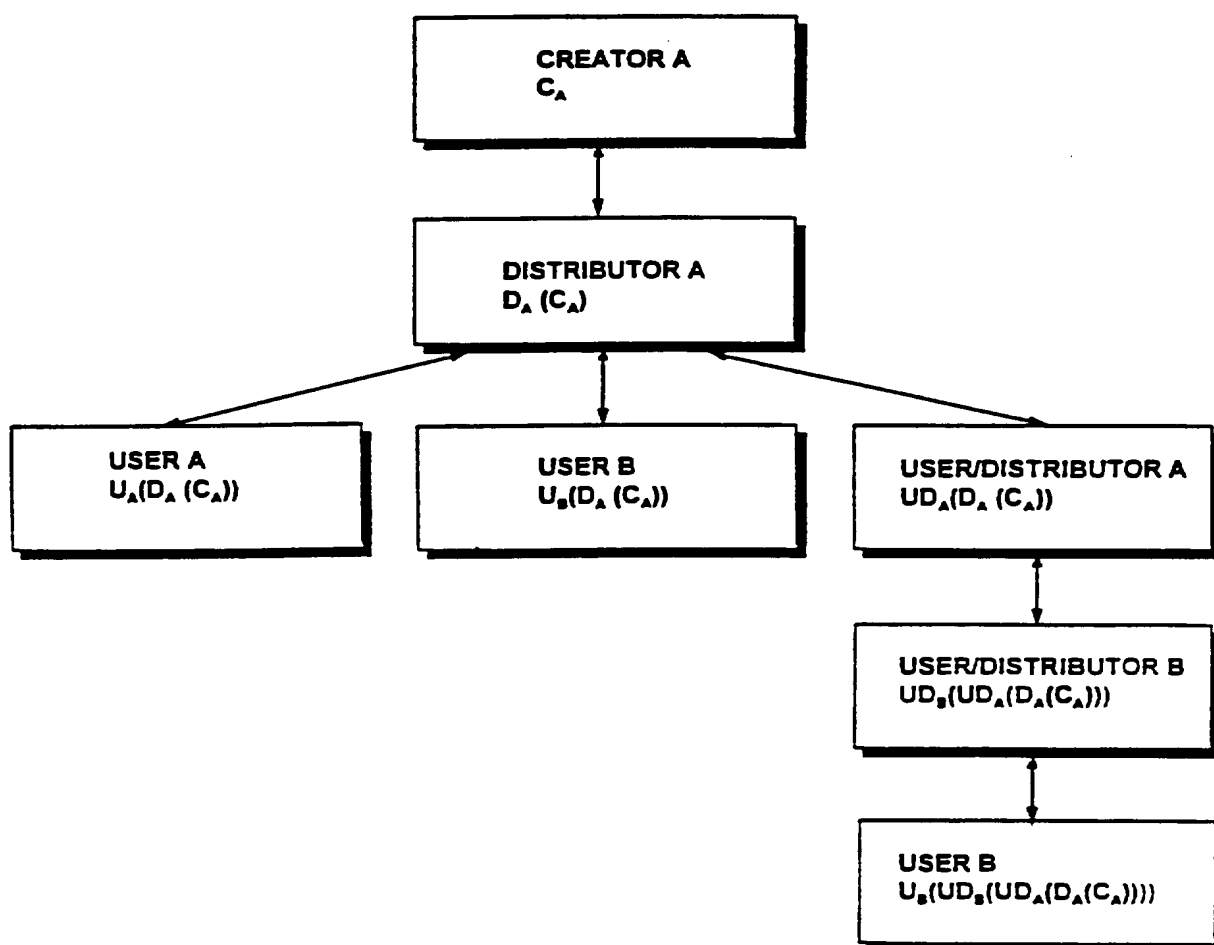 CREATOR A
C_A
DISTRIBUTOR A
D_A (C_A)
USER A
U_A(D_A (C_A))
USER B
U_B(D_A (C_A))
USER/DISTRIBUTOR A
UD_A(D_A (C_A))
USER/DISTRIBUTOR B
UD_B(UD_A(D_A(C_A)))
USER B
U_B(UD_B(UD_A(D_A(C_A))))